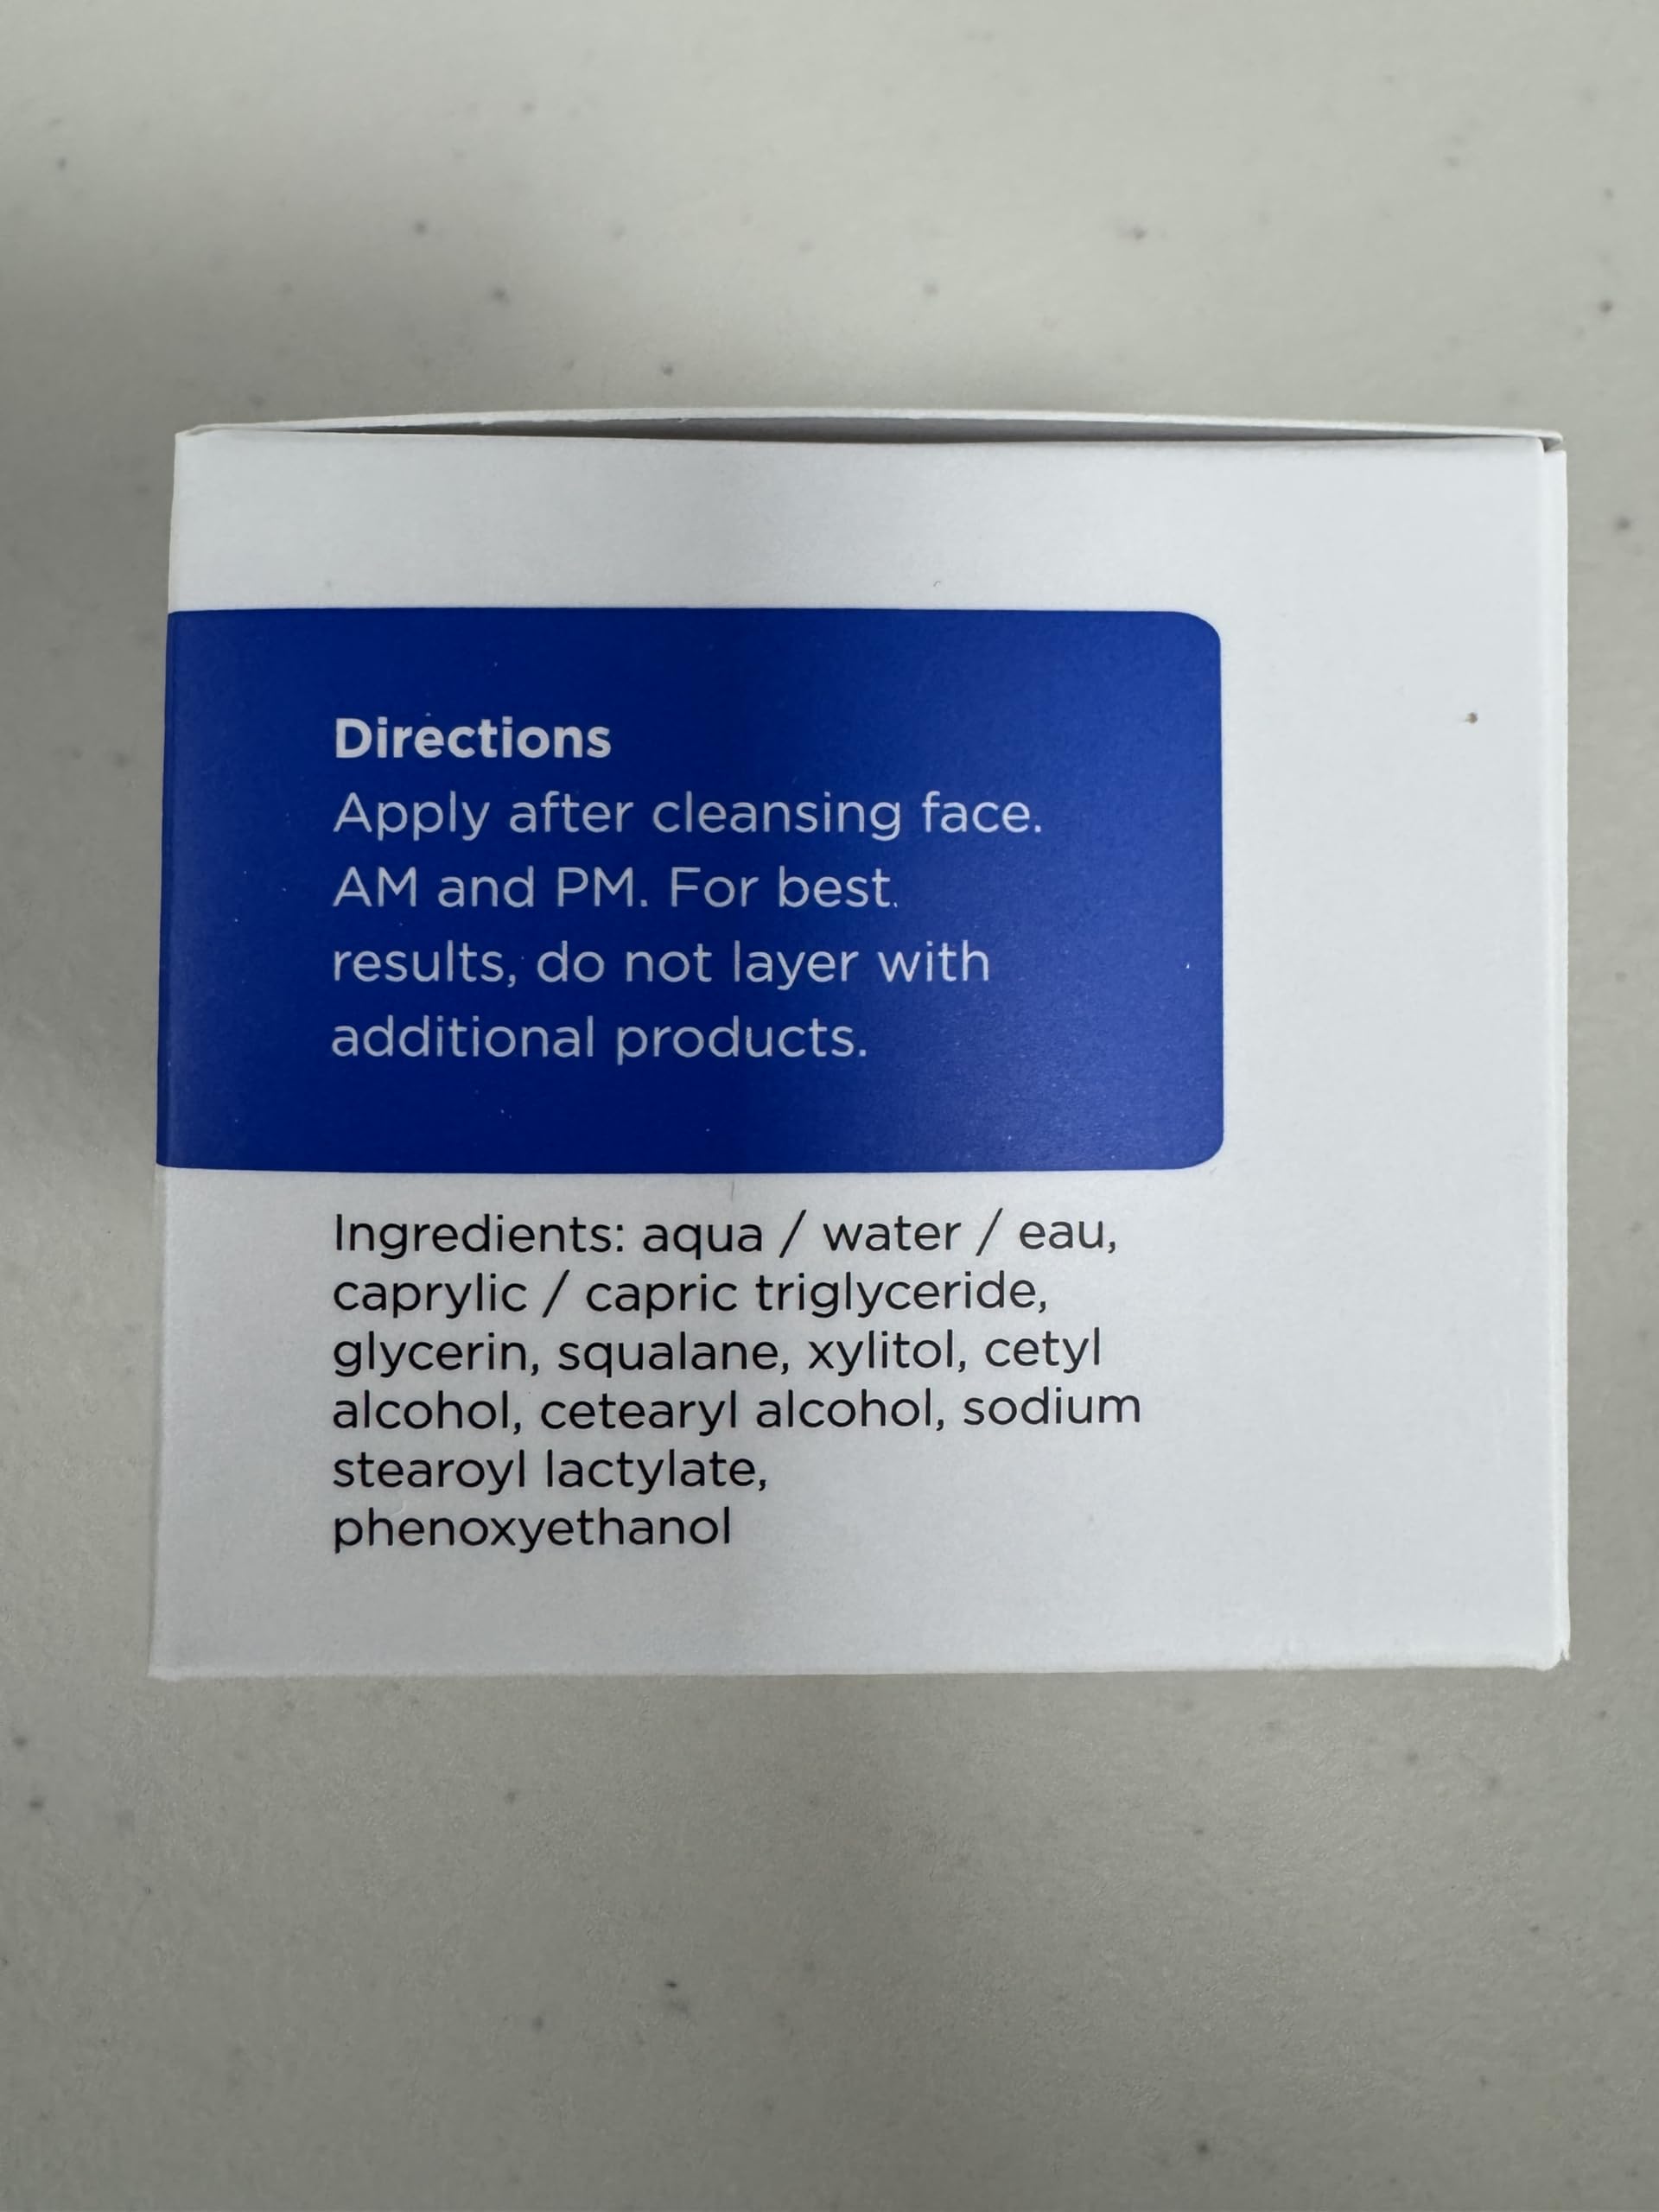 Directions
Apply after cleansing face.
AM and PM. For best
results, do not layer with
additional products.
Ingredients: aqua / water / eau,
caprylic / capric triglyceride,
glycerin, squalane, xylitol, cetyl
alcohol, cetearyl alcohol, sodium
stearoyl lactylate,
phenoxyethanol